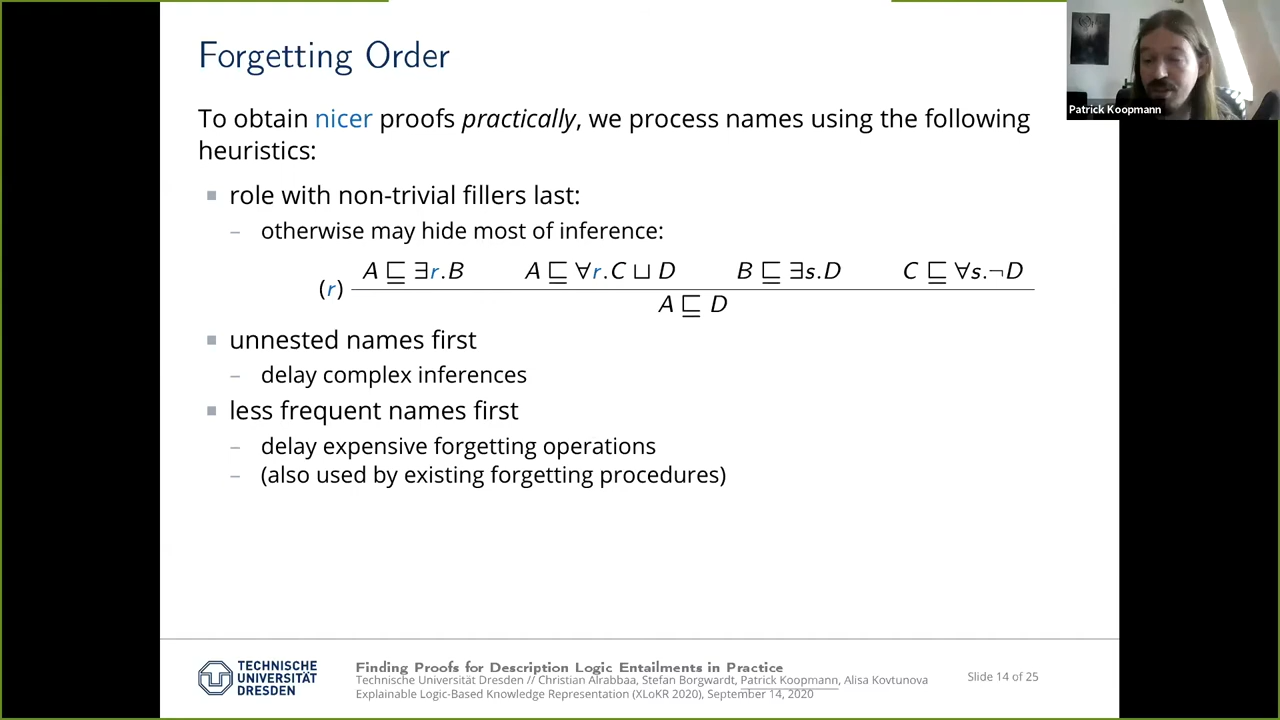 Forgetting Order
To obtain nicer proofs practically, we process names using the following
heuristics:
role with non-trivial fillers last:
– otherwise may hide most of inference:
A ⊑ ∃r.B A ⊑ ∀r.C ⊔ D B ⊑ ∃s.D C ⊑ ∀s.¬D
(r)
A ⊑ D
unnested names first
– delay complex inferences
less frequent names first
– delay expensive forgetting operations
– (also used by existing forgetting procedures)
TECHNISCHE
UNIVERSITÄT
DRESDEN
Finding Proofs for Description Logic Entailments in Practice
Technische Universität Dresden // Christian Alrabbaa, Stefan Borgwardt, Patrick Koopmann, Alisa Kovtunova
Explainable Logic-Based Knowledge Representation (XLoKR 2020), September 14, 2020
Slide 14 of 25
Patrick Koopmann